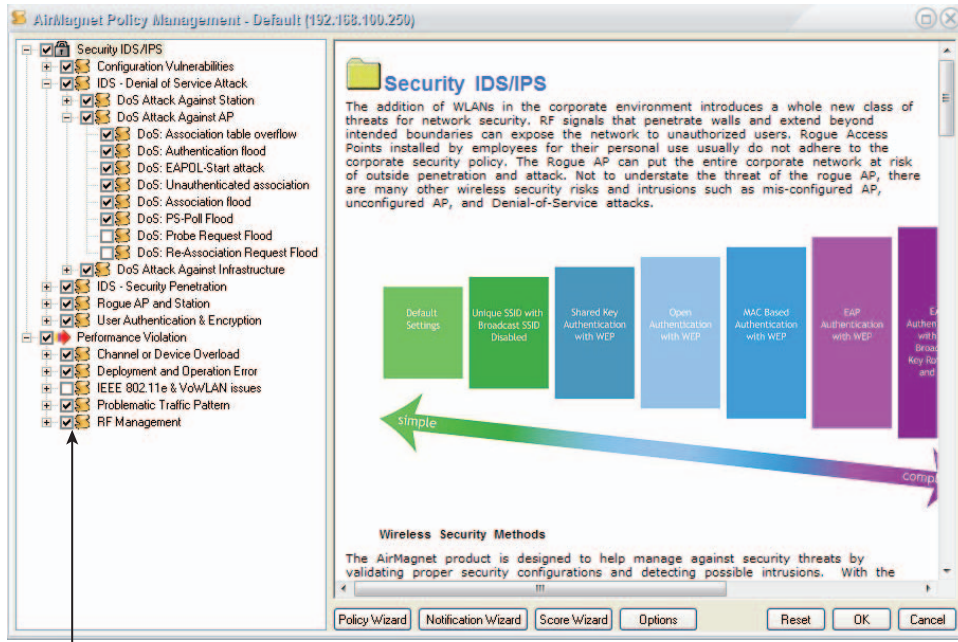 AirMagnet Policy Management - Default (192.168.100.250)
Security IDS/IPS
Configuration Vulnerabilities
IDS - Denial of Service Attack
DoS Attack Against Station
DoS Attack Against AP
DoS: Association table overflow
DoS: Authentication flood
DoS: EAPOL-Start attack
DoS: Unauthenticated association
DoS: Association flood
DoS: PS-Poll Flood
DoS: Probe Request Flood
DoS: Re-Association Request Flood
DoS Attack Against Infrastructure
IDS - Security Penetration
Rogue AP and Station
User Authentication & Encryption
Performance Violation
Channel or Device Overload
Deployment and Operation Error
IEEE 802.11e & VoWLAN issues
Problematic Traffic Pattern
RF Management
Security IDS/IPS
The addition of WLANs in the corporate environment introduces a whole new class of
threats for network security. RF signals that penetrate walls and extend beyond
intended boundaries can expose the network to unauthorized users. Rogue Access
Points installed by employees for their personal use usually do not adhere to the
corporate security policy. The Rogue AP can put the entire corporate network at risk
of outside penetration and attack. Not to understate the threat of the rogue AP, there
are many other wireless security risks and intrusions such as mis-configured AP,
unconfigured AP, and Denial-of-Service attacks.
Default
Settings
Unique SSID with
Broadcast SSID
Disabled
Shared Key
Authentication
with WEP
Open
Authentication
with WEP
MAC Based
Authentication
with WEP
EAP
Authentication
with WEP
simple
Wireless Security Methods
The AirMagnet product is designed to help manage against security threats by
validating proper security configurations and detecting possible intrusions. With the
Policy Wizard
Notification Wizard
Score Wizard
Options
Reset
OK
Cancel